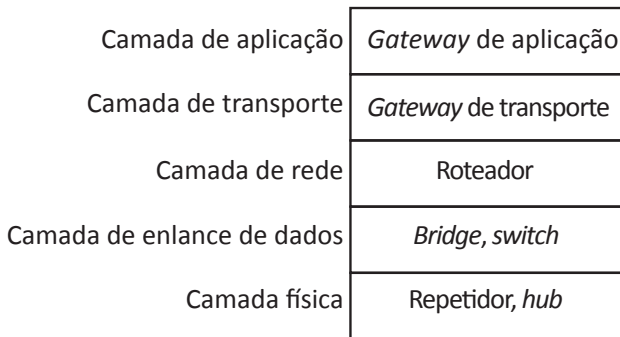 Camada de aplicação Gateway de aplicação
Camada de transporte Gateway de transporte
Camada de rede Roteador
Camada de enlance de dados Bridge, switch
Camada física Repetidor, hub